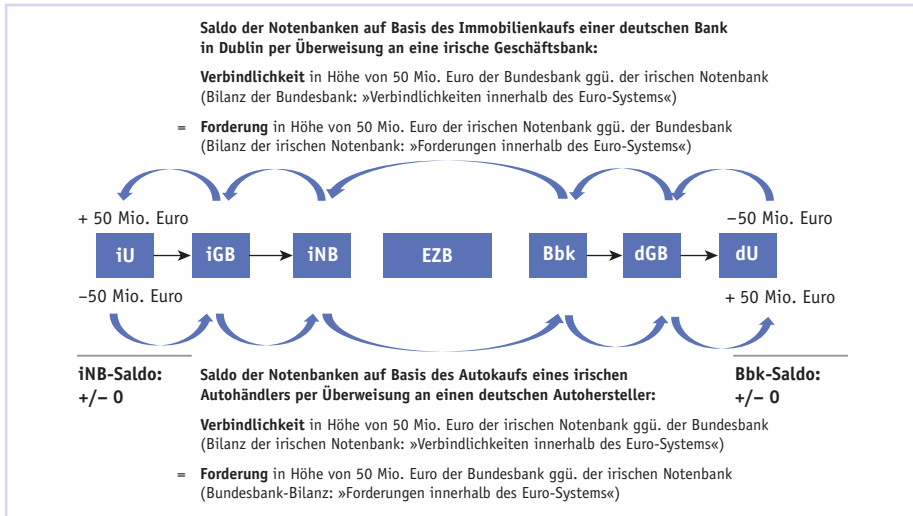 Saldo der Notenbanken auf Basis des Immobilienkaufs einer deutschen Bank
in Dublin per Überweisung an eine irische Geschäftsbank:
Verbindlichkeit in Höhe von 50 Mio. Euro der Bundesbank ggü. der irischen Notenbank
(Bilanz der Bundesbank: »Verbindlichkeiten innerhalb des Euro-Systems«)
= Forderung in Höhe von 50 Mio. Euro der irischen Notenbank ggü. der Bundesbank
(Bilanz der irischen Notenbank: »Forderungen innerhalb des Euro-Systems«)
+ 50 Mio. Euro –50 Mio. Euro
iU iGB iNB EZB Bbk dGB dU
–50 Mio. Euro + 50 Mio. Euro
iNB-Saldo:
+/– 0
Saldo der Notenbanken auf Basis des Autokaufs eines irischen
Autohändlers per Überweisung an einen deutschen Autohersteller:
Verbindlichkeit in Höhe von 50 Mio. Euro der irischen Notenbank ggü. der Bundesbank
(Bilanz der irischen Notenbank: »Verbindlichkeiten innerhalb des Euro-Systems«)
= Forderung in Höhe von 50 Mio. Euro der Bundesbank ggü. der irischen Notenbank
(Bundesbank-Bilanz: »Forderungen innerhalb des Euro-Systems«)
Bbk-Saldo:
+/– 0